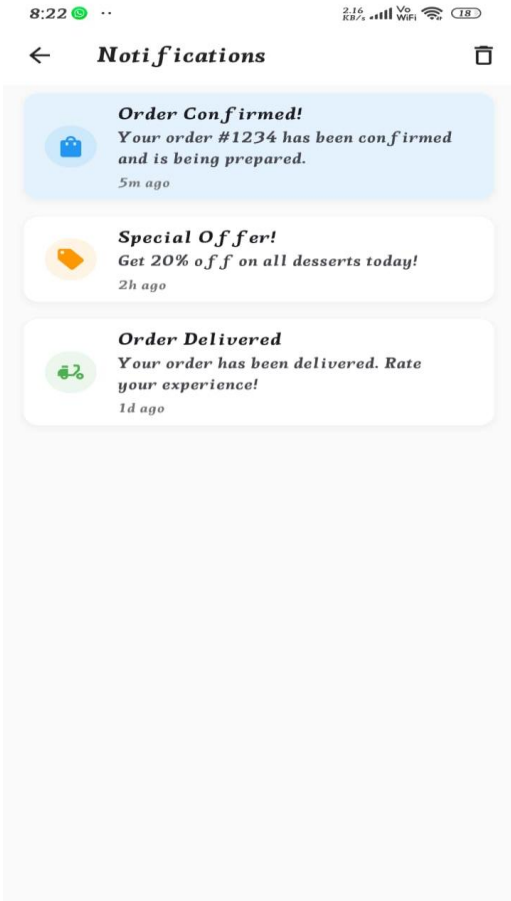 8:22
2.16 KB/s Vo WiFi 18
Notifications
Order Confirmed!
Your order #1234 has been confirmed
and is being prepared.
5m ago
Special Offer!
Get 20% off on all desserts today!
2h ago
Order Delivered
Your order has been delivered. Rate
your experience!
1d ago